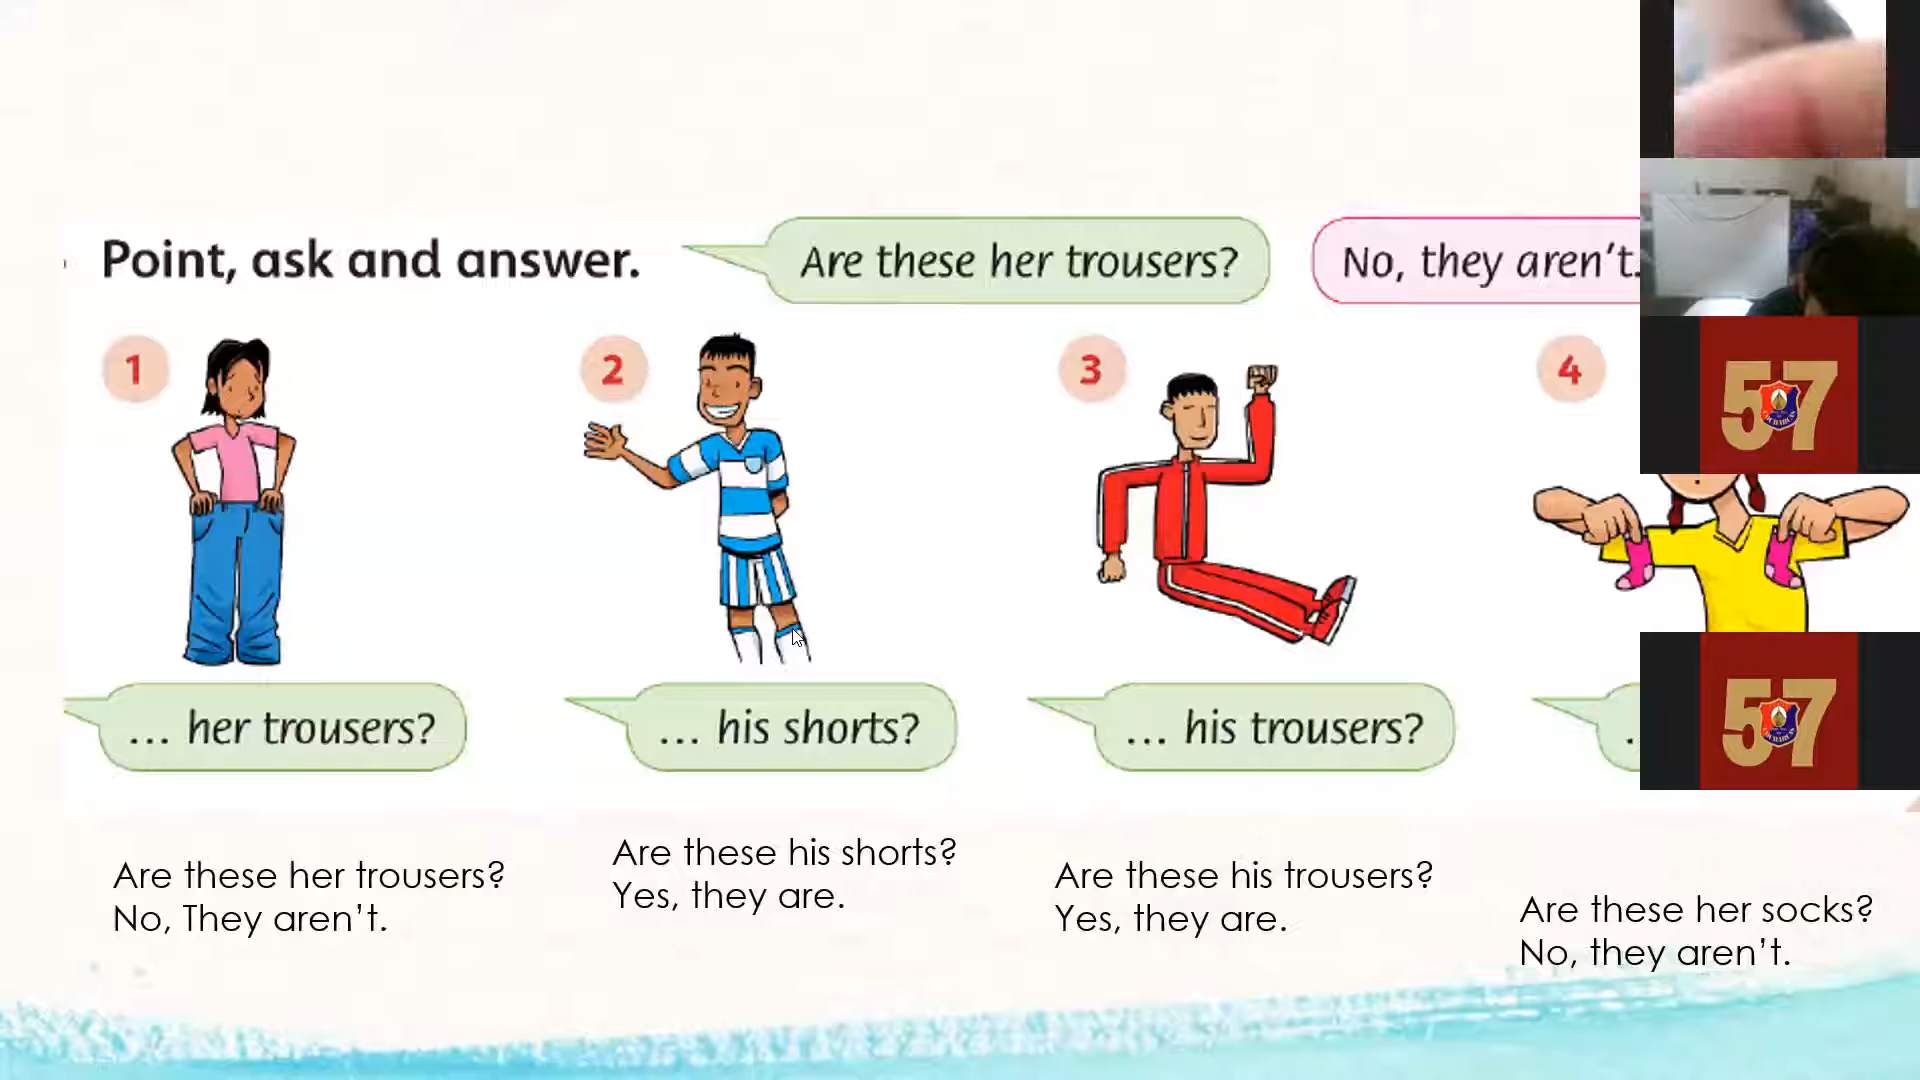 Point, ask and answer.
Are these her trousers?
No, they aren't.
1
2
3
4
57
... her trousers?
... his shorts?
... his trousers?
57
Are these her trousers?
No, They aren't.
Are these his shorts?
Yes, they are.
Are these his trousers?
Yes, they are.
Are these her socks?
No, they aren't.